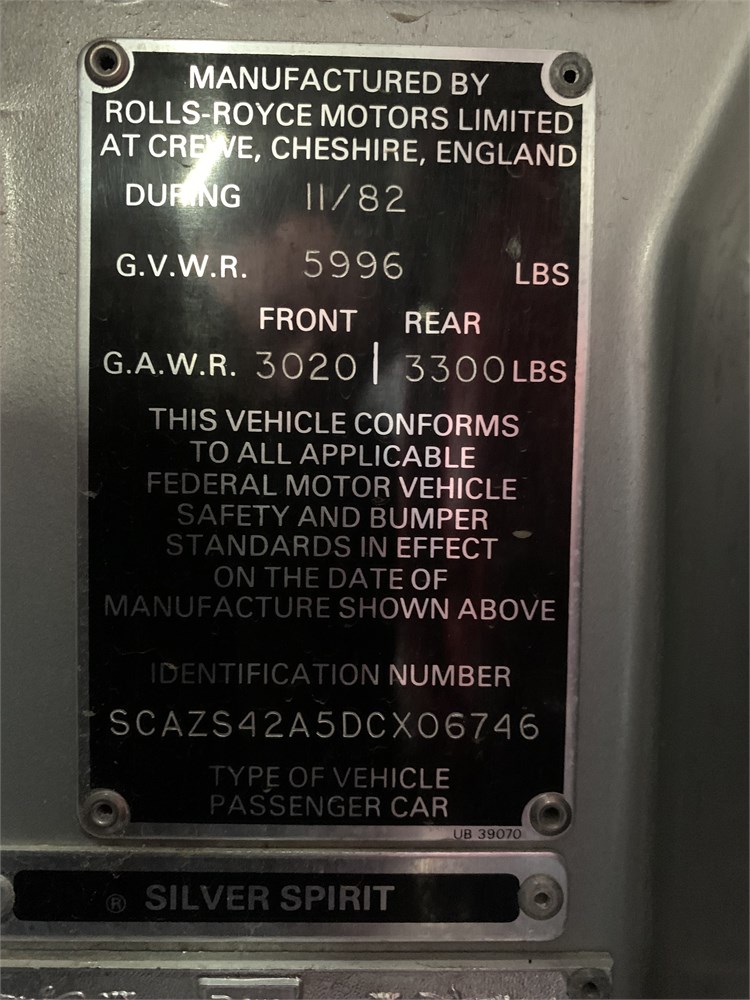 MANUFACTURED BY
ROLLS-ROYCE MOTORS LIMITED
AT CREWE, CHESHIRE, ENGLAND
DURING 11/82
G.V.W.R. 5996 LBS
FRONT REAR
G.A.W.R. 3020 | 3300 LBS
THIS VEHICLE CONFORMS
TO ALL APPLICABLE
FEDERAL MOTOR VEHICLE
SAFETY AND BUMPER
STANDARDS IN EFFECT
ON THE DATE OF
MANUFACTURE SHOWN ABOVE
IDENTIFICATION NUMBER
SCAZS42A5DCX06746
TYPE OF VEHICLE
PASSENGER CAR
UB 39070
® SILVER SPIRIT